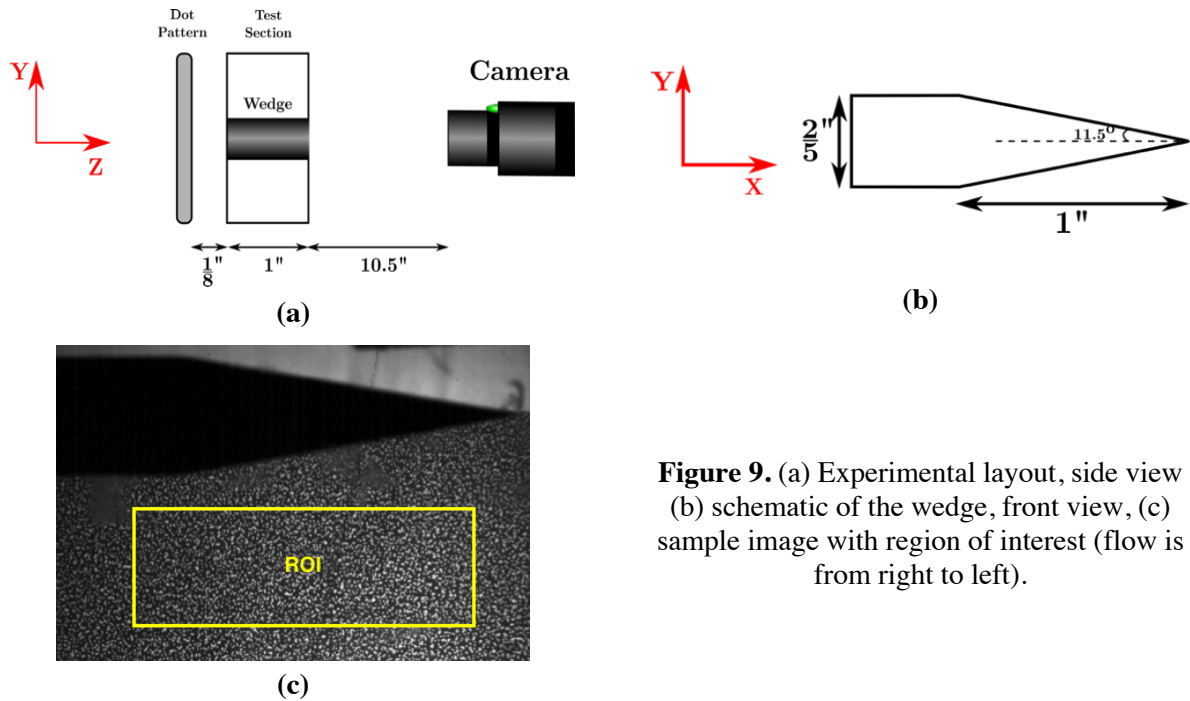 Dot
Pattern
Test
Section
Camera
Y
Z
Wedge
1/8"
1"
10.5"
(a)
Y
X
2/5"
11.5°
1"
(b)
ROI
(c)
Figure 9. (a) Experimental layout, side view
(b) schematic of the wedge, front view, (c)
sample image with region of interest (flow is
from right to left).